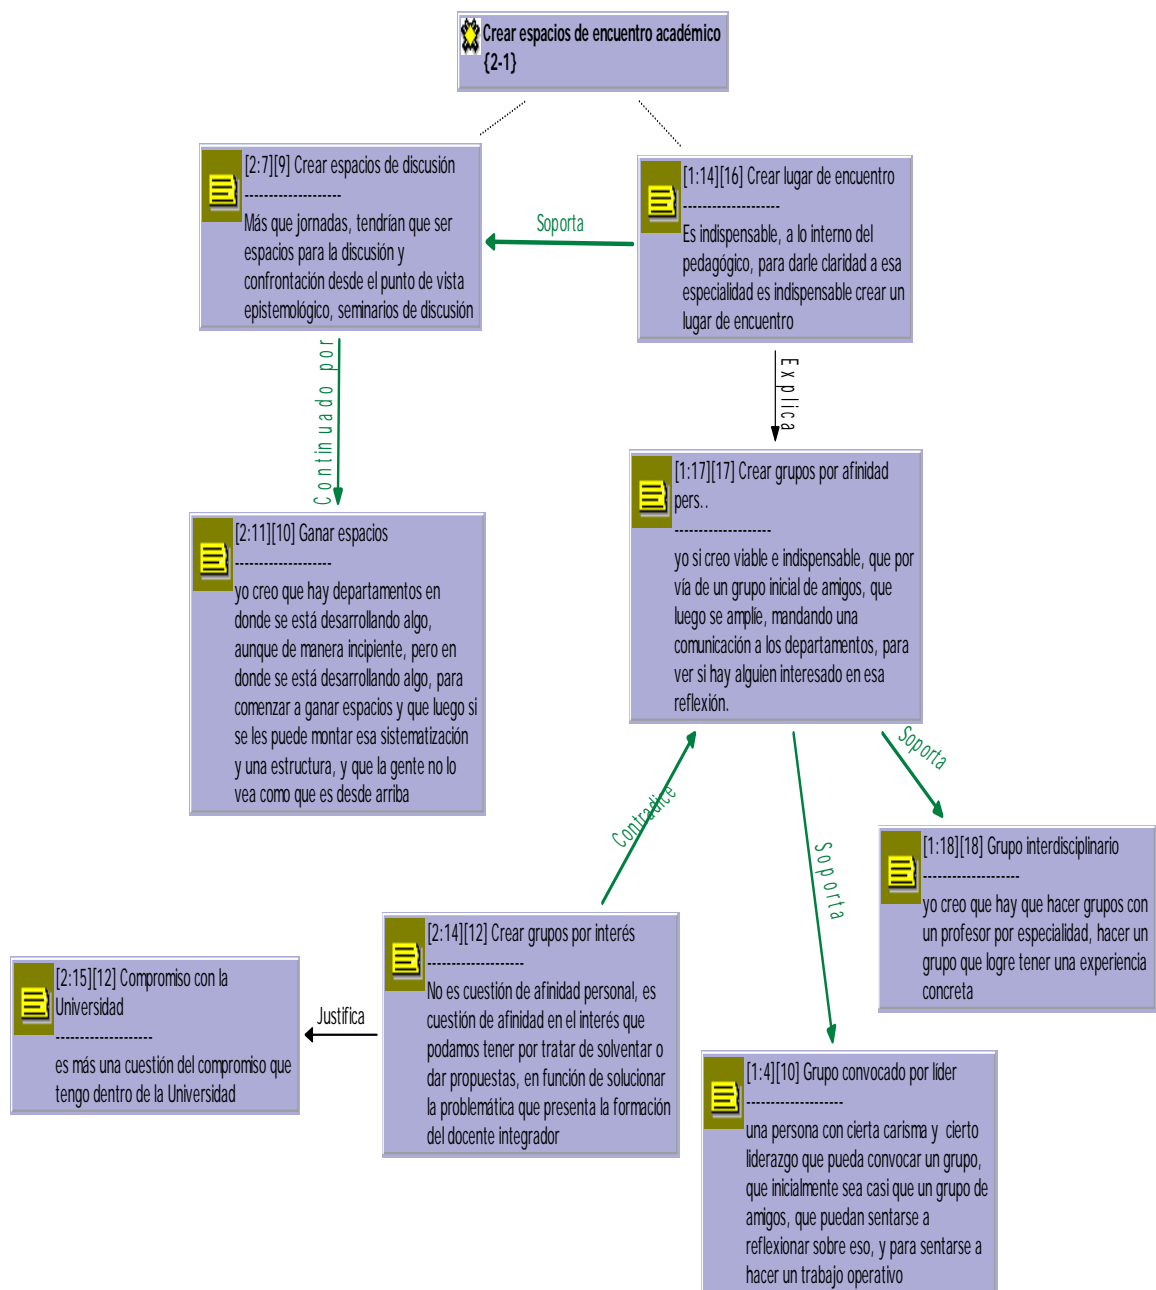 Crear espacios de encuentro académico
{2-1}
[2:7][9] Crear espacios de discusión
--------------------
Más que jornadas, tendrían que ser
espacios para la discusión y
confrontación desde el punto de vista
epistemológico, seminarios de discusión
Soporta
[1:14][16] Crear lugar de encuentro
--------------------
Es indispensable, a lo interno del
pedagógico, para darle claridad a esa
especialidad es indispensable crear un
lugar de encuentro
Continuado por
Explica
[2:11][10] Ganar espacios
--------------------
yo creo que hay departamentos en
donde se está desarrollando algo,
aunque de manera incipiente, pero en
donde se está desarrollando algo, para
comenzar a ganar espacios y que luego si
se les puede montar esa sistematización
y una estructura, y que la gente no lo
vea como que es desde arriba
[1:17][17] Crear grupos por afinidad
pers..
--------------------
yo si creo viable e indispensable, que por
vía de un grupo inicial de amigos, que
luego se amplíe, mandando una
comunicación a los departamentos, para
ver si hay alguien interesado en esa
reflexión.
Contradice
Soporta
Soporta
[1:18][18] Grupo interdisciplinario
--------------------
yo creo que hay que hacer grupos con
un profesor por especialidad, hacer un
grupo que logre tener una experiencia
concreta
[2:14][12] Crear grupos por interés
--------------------
No es cuestión de afinidad personal, es
cuestión de afinidad en el interés que
podamos tener por tratar de solventar o
dar propuestas, en función de solucionar
la problemática que presenta la formación
del docente integrador
Justifica
[2:15][12] Compromiso con la
Universidad
--------------------
es más una cuestión del compromiso que
tengo dentro de la Universidad
[1:4][10] Grupo convocado por líder
--------------------
una persona con cierta carisma y  cierto
liderazgo que pueda convocar un grupo,
que inicialmente sea casi que un grupo de
amigos, que puedan sentarse a
reflexionar sobre eso, y para sentarse a
hacer un trabajo operativo